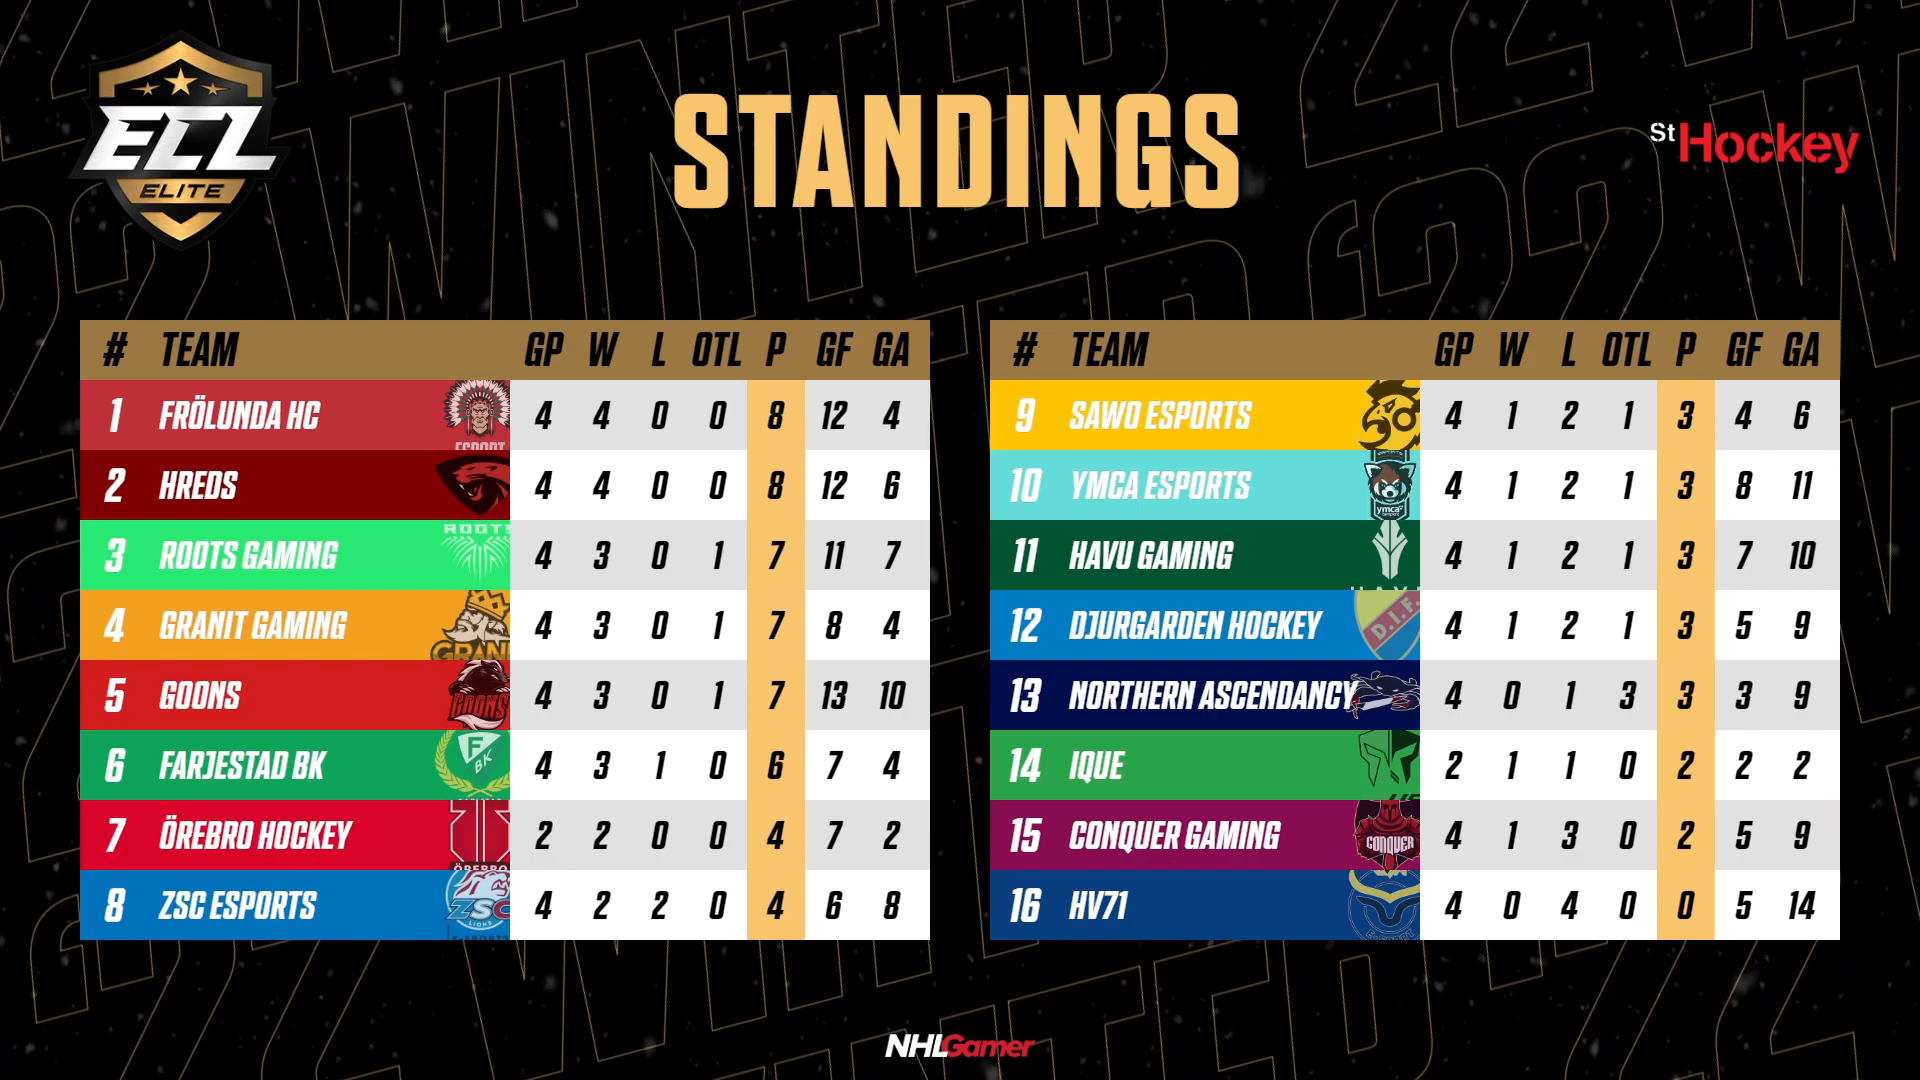 ECL
ELITE
STANDINGS
St Hockey
# TEAM GP W L OTL P GF GA
1 FRÖLUNDA HC 4 4 0 0 8 12 4
2 HREDS 4 4 0 0 8 12 6
3 ROOTS GAMING 4 3 0 1 7 11 7
4 GRANIT GAMING 4 3 0 1 7 8 4
5 GOONS 4 3 0 1 7 13 10
6 FARJESTAD BK 4 3 1 0 6 7 4
7 ÖREBRO HOCKEY 2 2 0 0 4 7 2
8 ZSC ESPORTS 4 2 2 0 4 6 8
# TEAM GP W L OTL P GF GA
9 SAWO ESPORTS 4 1 2 1 3 4 6
10 YMCA ESPORTS 4 1 2 1 3 8 11
11 HAVU GAMING 4 1 2 1 3 7 10
12 DJURGARDEN HOCKEY 4 1 2 1 3 5 9
13 NORTHERN ASCENDANCY 4 0 1 3 3 3 9
14 IQUE 2 1 1 0 2 2 2
15 CONQUER GAMING 4 1 3 0 2 5 9
16 HV71 4 0 4 0 0 5 14
NHLGamer